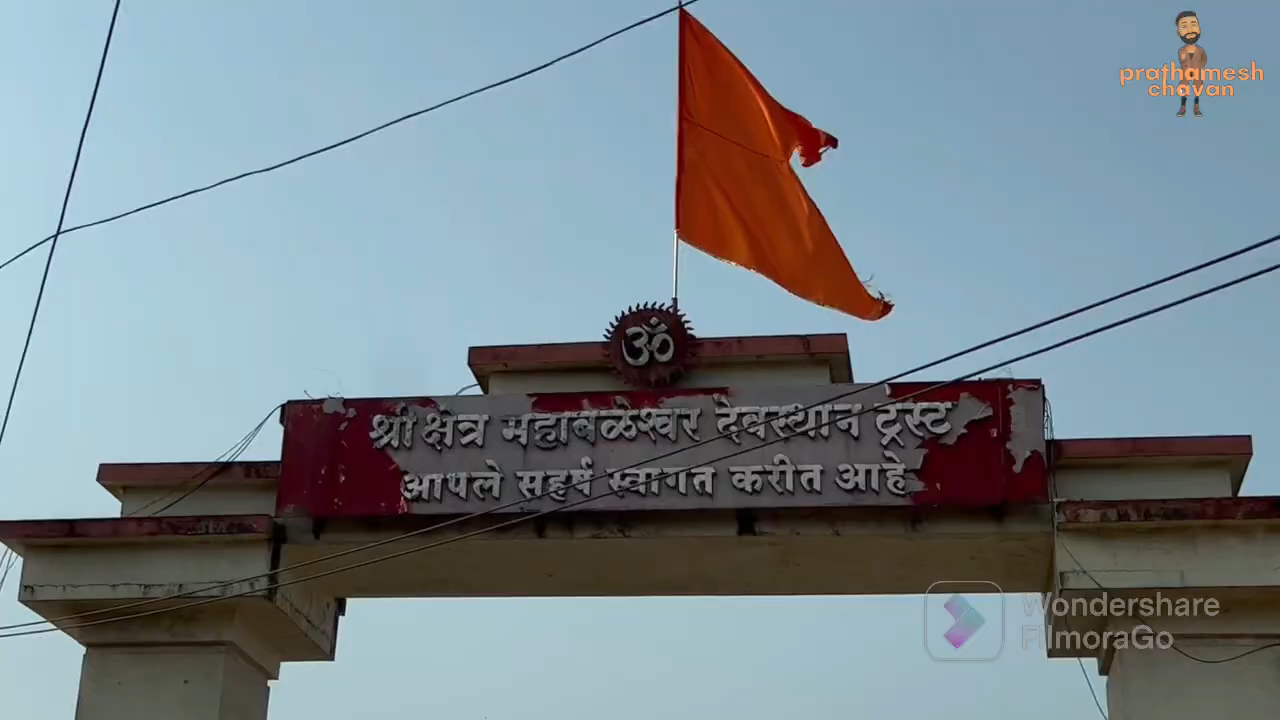 prathamesh
chavan
ॐ
श्री क्षेत्र महाबळेश्वर देवस्थान ट्रस्ट
आपले सहर्ष स्वागत करीत आहे
Wondershare
FilmoraGo